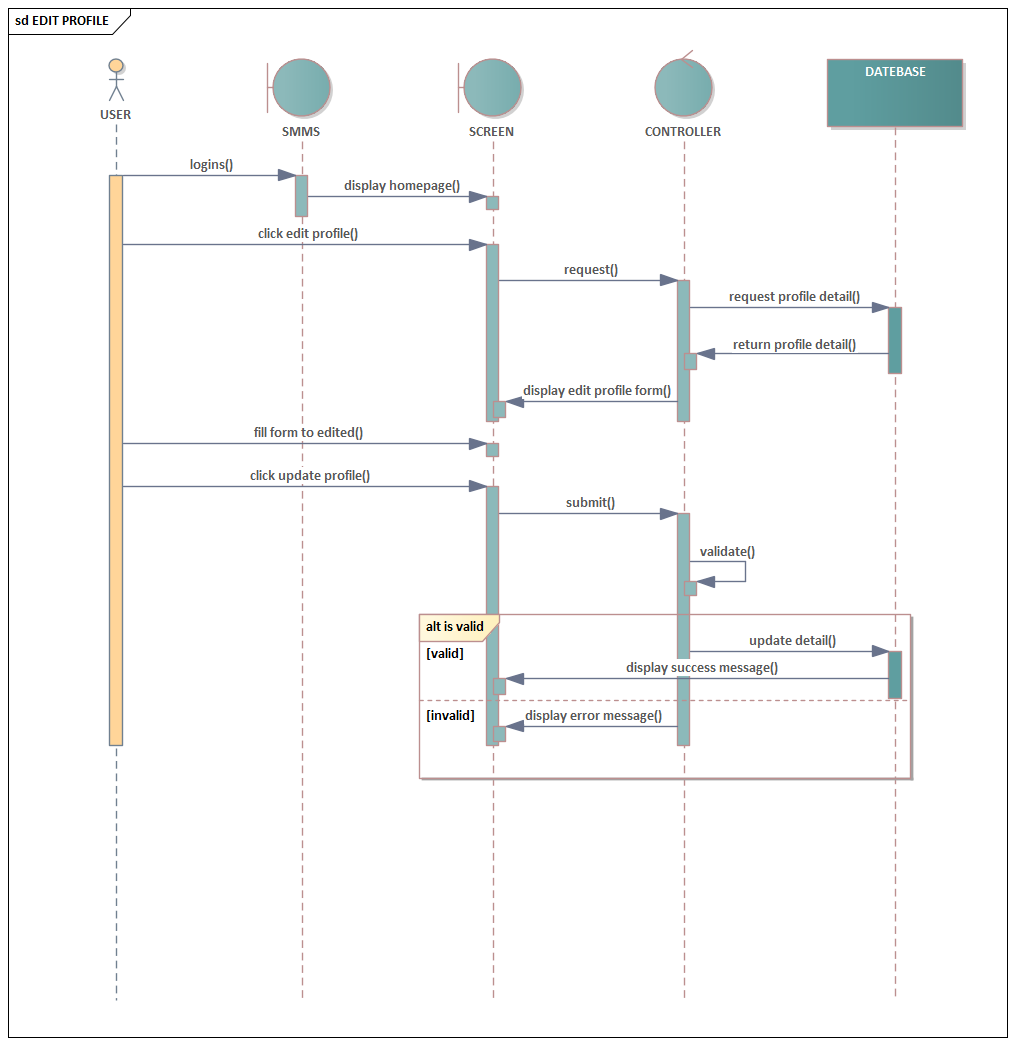 sd EDIT PROFILE
USER
SMMS
SCREEN
CONTROLLER
DATEBASE
logins()
display homepage()
click edit profile()
request()
request profile detail()
return profile detail()
display edit profile form()
fill form to edited()
click update profile()
submit()
validate()
alt is valid
[valid]
update detail()
display success message()
[invalid]
display error message()